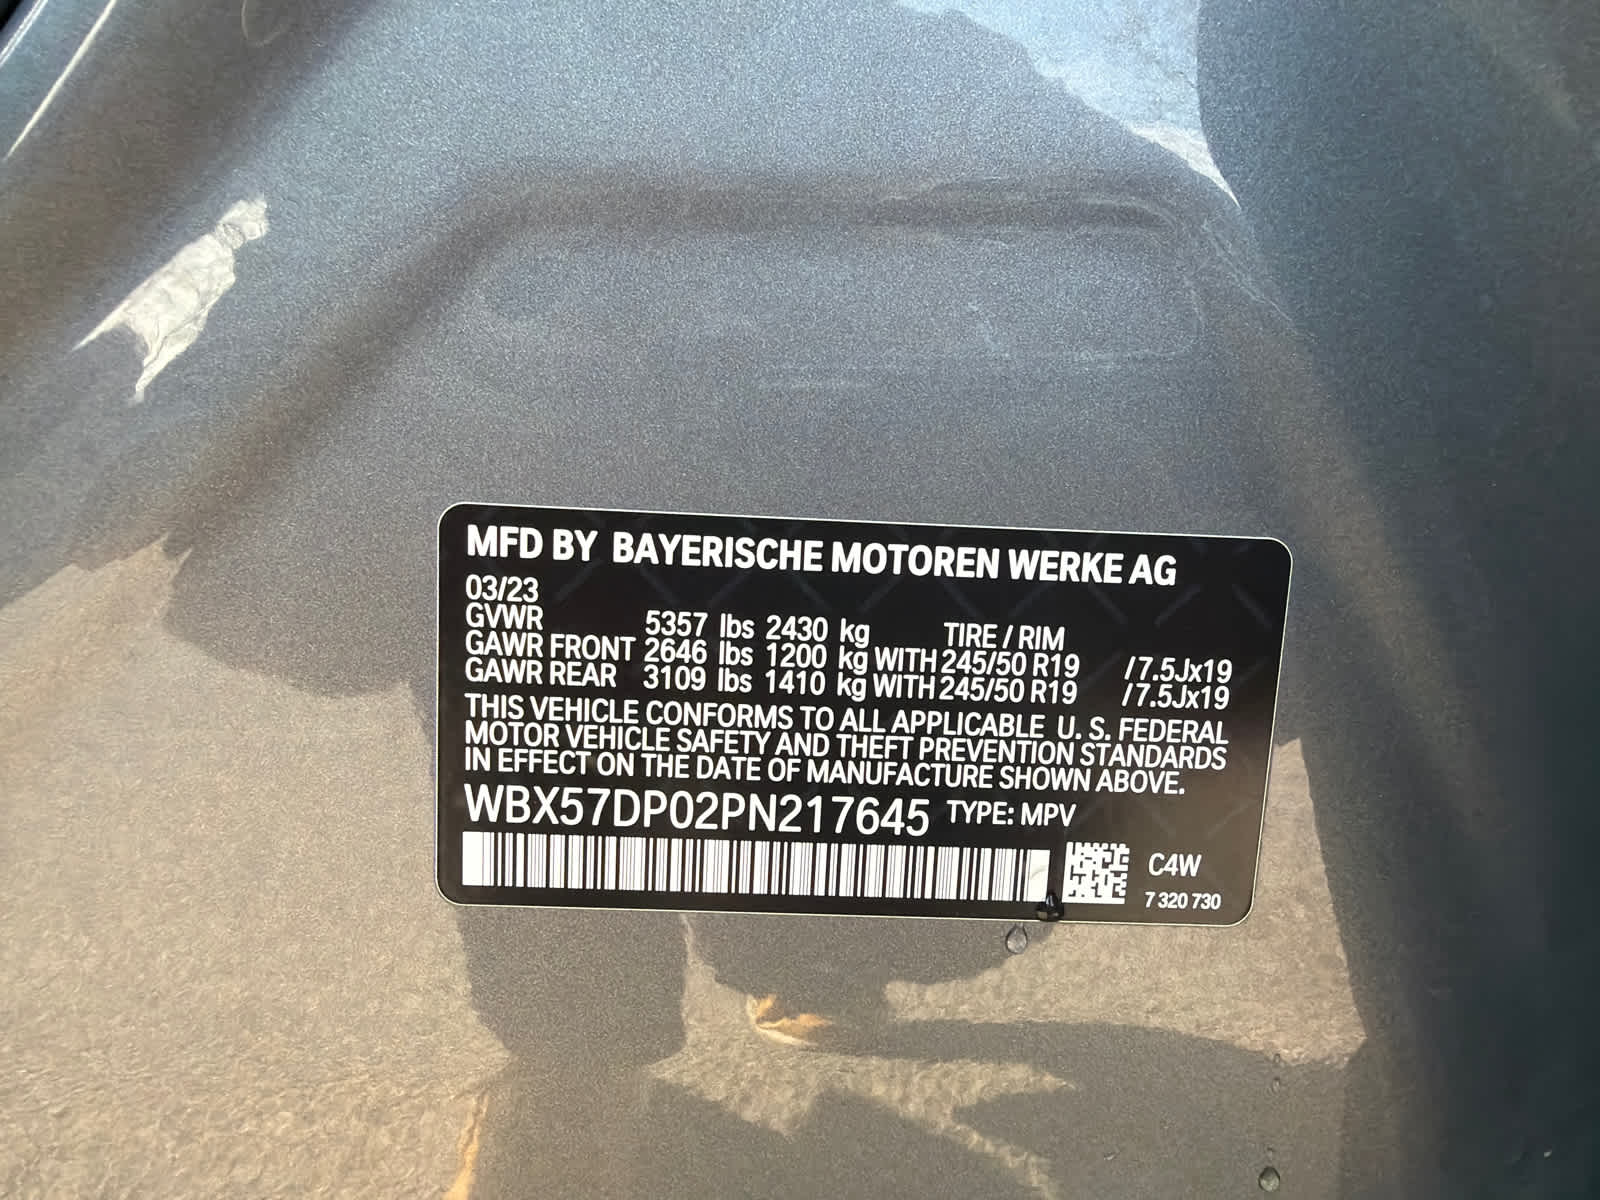 MFD BY BAYERISCHE MOTOREN WERKE AG
03/23
GVWR 5357 lbs 2430 kg TIRE / RIM
GAWR FRONT 2646 lbs 1200 kg WITH 245/50 R19 /7.5Jx19
GAWR REAR 3109 lbs 1410 kg WITH 245/50 R19 /7.5Jx19
THIS VEHICLE CONFORMS TO ALL APPLICABLE U. S. FEDERAL
MOTOR VEHICLE SAFETY AND THEFT PREVENTION STANDARDS
IN EFFECT ON THE DATE OF MANUFACTURE SHOWN ABOVE.
WBX57DP02PN217645 TYPE: MPV
C4W
7 320 730